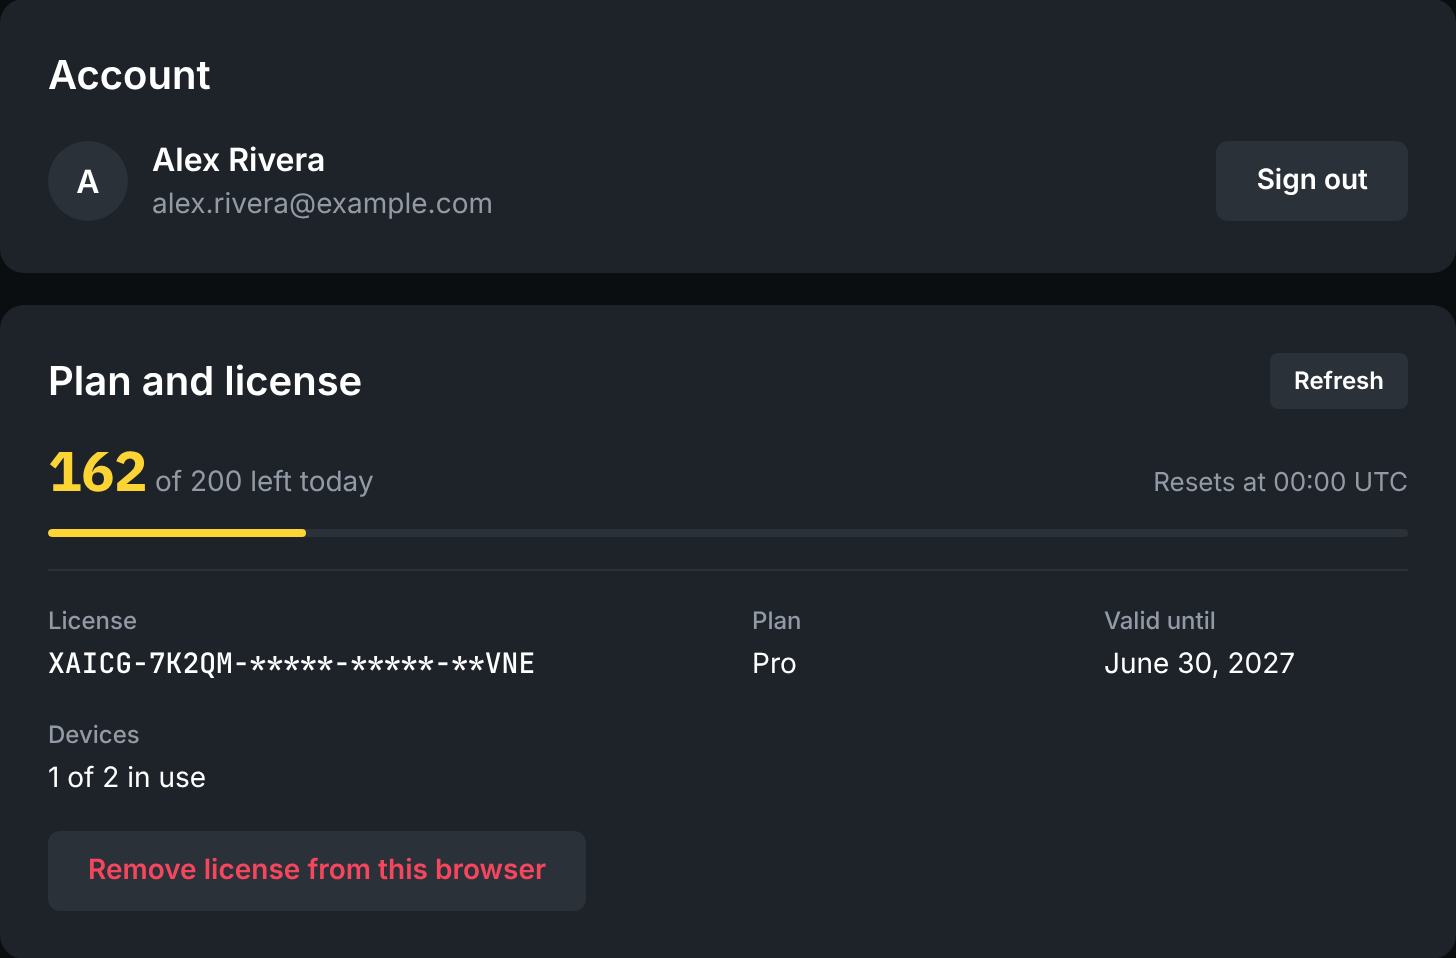 Account
A
Alex Rivera
alex.rivera@example.com
Sign out
Plan and license
Refresh
162 of 200 left today
Resets at 00:00 UTC
License
XAICG-7K2QM-*****-*****-**VNE
Plan
Pro
Valid until
June 30, 2027
Devices
1 of 2 in use
Remove license from this browser